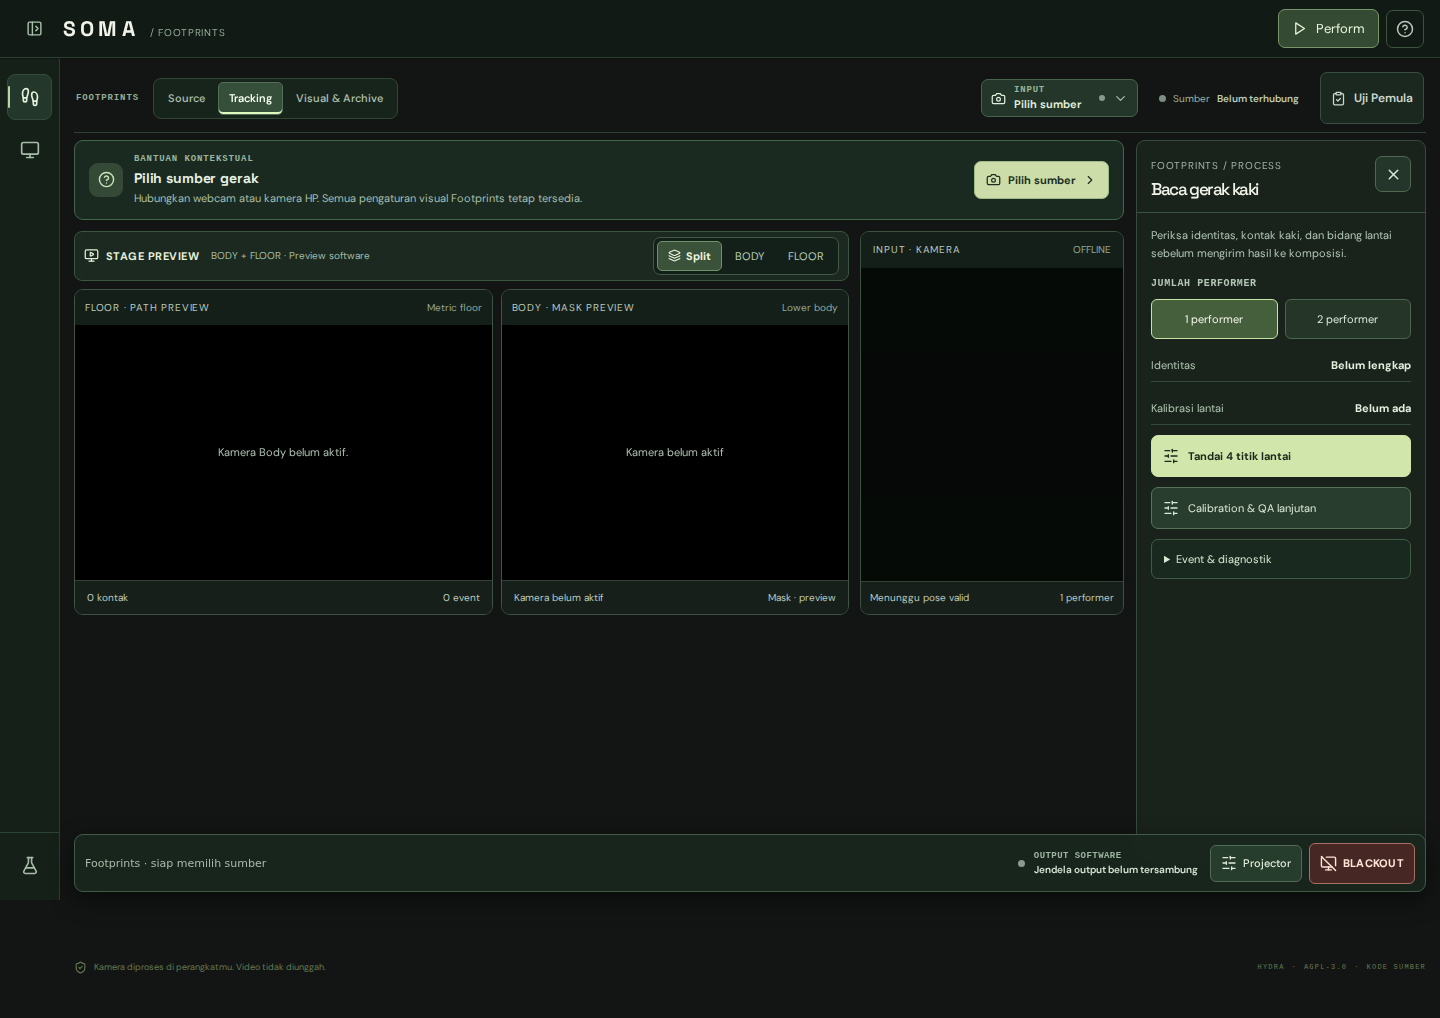 SOMA / FOOTPRINTS
Perform
FOOTPRINTS
Source
Tracking
Visual & Archive
INPUT
Pilih sumber
Sumber Belum terhubung
Uji Pemula
BANTUAN KONTEKSTUAL
Pilih sumber gerak
Hubungkan webcam atau kamera HP. Semua pengaturan visual Footprints tetap tersedia.
Pilih sumber
STAGE PREVIEW BODY + FLOOR · Preview software
Split
BODY
FLOOR
FLOOR · PATH PREVIEW
Metric floor
Kamera Body belum aktif.
0 kontak
0 event
BODY · MASK PREVIEW
Lower body
Kamera belum aktif
Kamera belum aktif
Mask · preview
INPUT · KAMERA
OFFLINE
Menunggu pose valid
1 performer
FOOTPRINTS / PROCESS
Baca gerak kaki
Periksa identitas, kontak kaki, dan bidang lantai
sebelum mengirim hasil ke komposisi.
JUMLAH PERFORMER
1 performer
2 performer
Identitas
Belum lengkap
Kalibrasi lantai
Belum ada
Tandai 4 titik lantai
Calibration & QA lanjutan
Event & diagnostik
Footprints · siap memilih sumber
OUTPUT SOFTWARE
Jendela output belum tersambung
Projector
BLACKOUT
Kamera diproses di perangkatmu. Video tidak diunggah.
HYDRA · AGPL-3.0 · KODE SUMBER